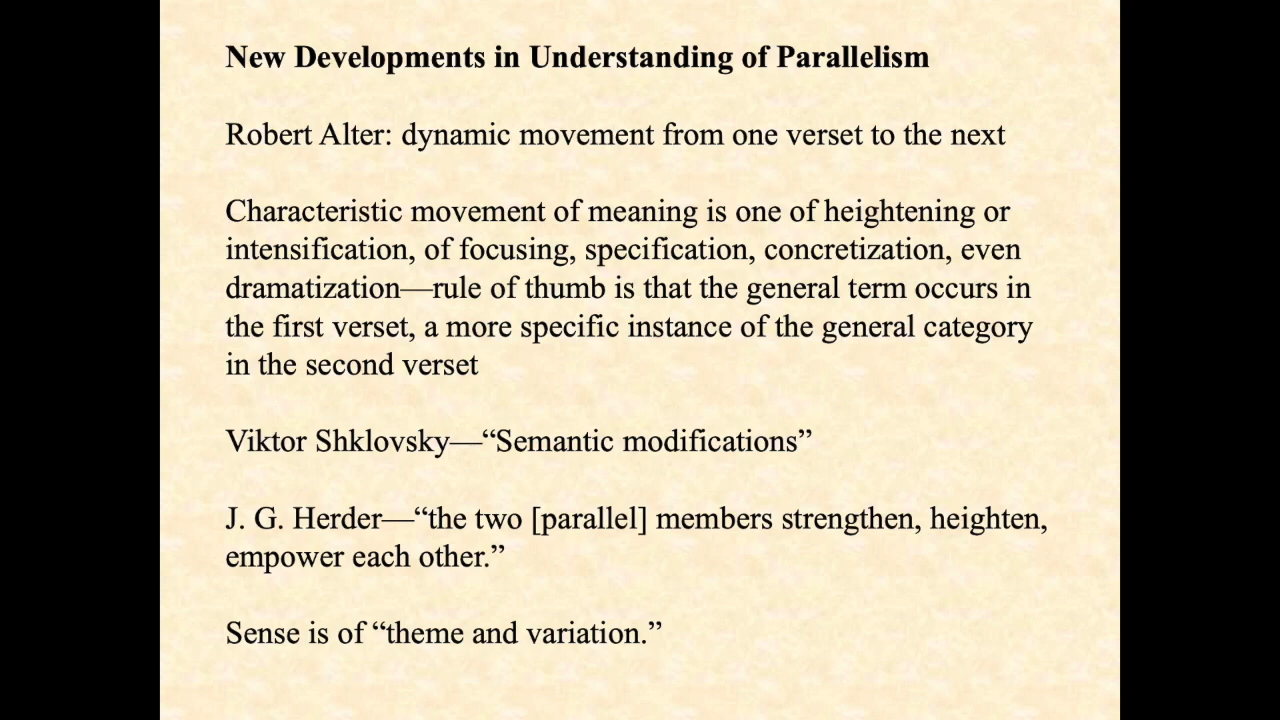 New Developments in Understanding of Parallelism
Robert Alter: dynamic movement from one verset to the next
Characteristic movement of meaning is one of heightening or
intensification, of focusing, specification, concretization, even
dramatization—rule of thumb is that the general term occurs in
the first verset, a more specific instance of the general category
in the second verset
Viktor Shklovsky—“Semantic modifications”
J. G. Herder—“the two [parallel] members strengthen, heighten,
empower each other.”
Sense is of “theme and variation.”